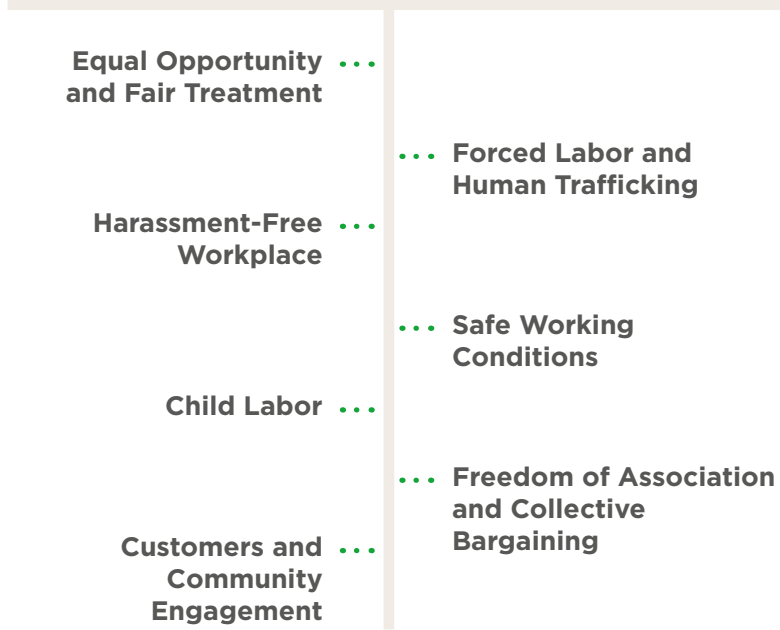 Equal Opportunity
and Fair Treatment
Forced Labor and
Human Trafficking
Harassment-Free
Workplace
Safe Working
Conditions
Child Labor
Freedom of Association
and Collective
Bargaining
Customers and
Community
Engagement